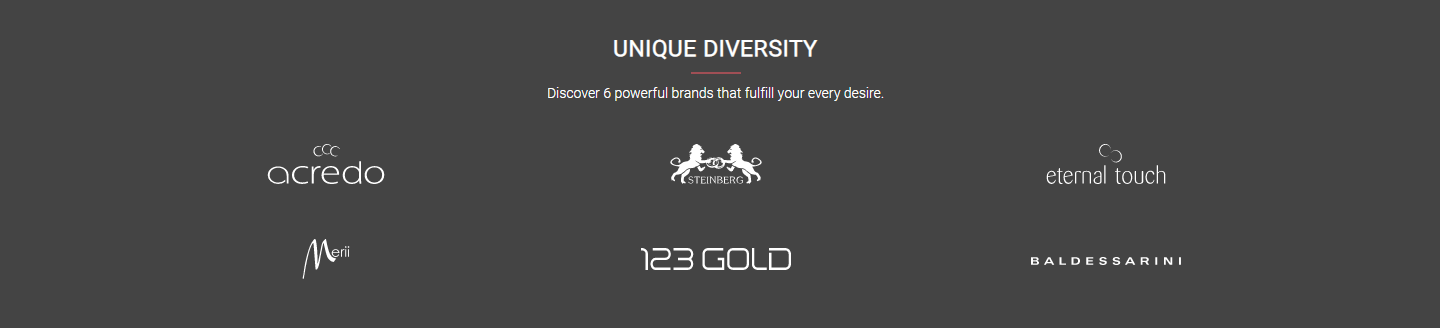 UNIQUE DIVERSITY
Discover 6 powerful brands that fulfill your every desire.
acredo
STEINBERG
eternal touch
Merii
123 GOLD
BALDESSARINI